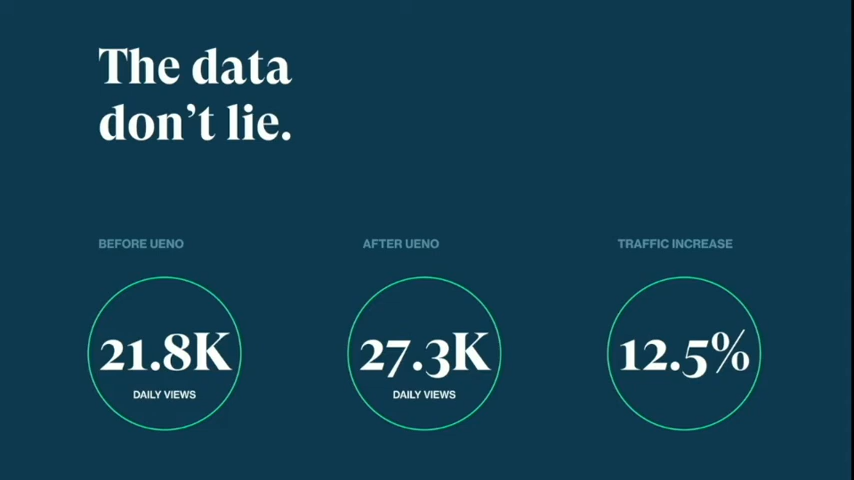 The data
don’t lie.
BEFORE UENO
AFTER UENO
TRAFFIC INCREASE
21.8K
DAILY VIEWS
27.3K
DAILY VIEWS
12.5%